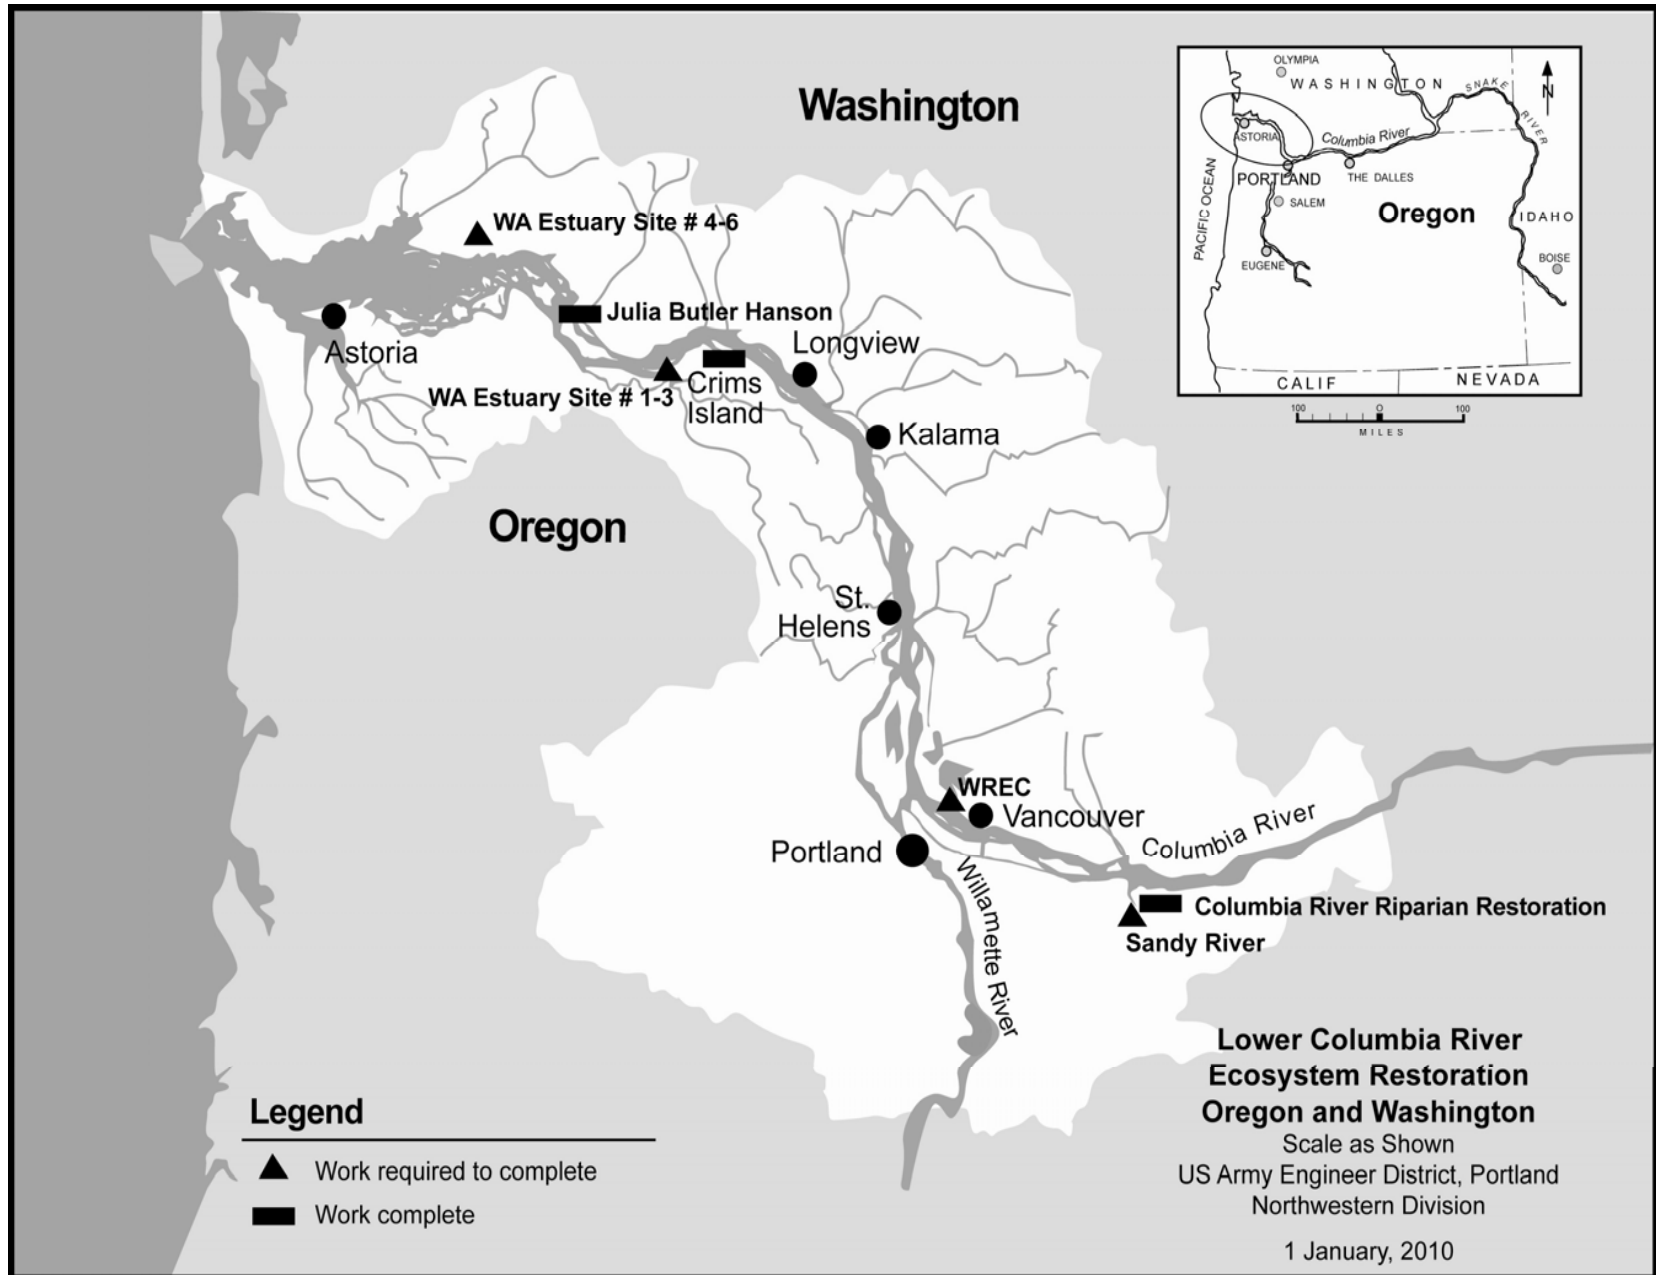 Washington
WA Estuary Site # 4-6
Julia Butler Hanson
Astoria
Longview
WA Estuary Site # 1-3
Crims
Island
Kalama
Oregon
St.
Helens
WREC
Vancouver
Portland
Columbia River
Willamette River
Columbia River Riparian Restoration
Sandy River
OLYMPIA
WASHINGTON
SNAKE RIVER
N
ASTORIA
Columbia River
PORTLAND
THE DALLES
PACIFIC OCEAN
SALEM
Oregon
IDAHO
EUGENE
BOISE
CALIF
NEVADA
100 O 100
MILES
Legend
Work required to complete
Work complete
Lower Columbia River
Ecosystem Restoration
Oregon and Washington
Scale as Shown
US Army Engineer District, Portland
Northwestern Division
1 January, 2010